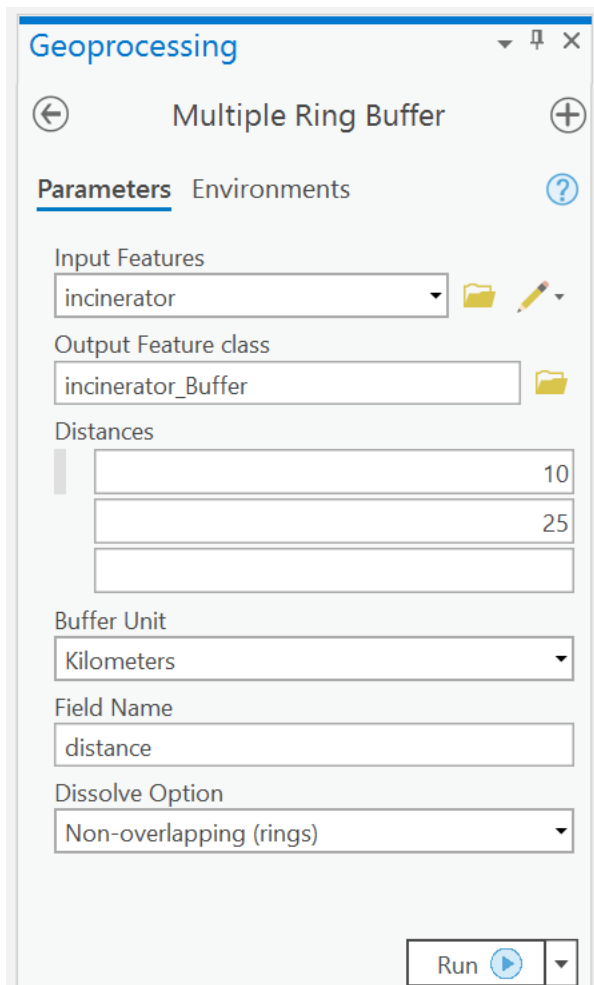 Geoprocessing
Multiple Ring Buffer
Parameters Environments ?
Input Features
incinerator
Output Feature class
incinerator_Buffer
Distances
10
25
Buffer Unit
Kilometers
Field Name
distance
Dissolve Option
Non-overlapping (rings)
Run